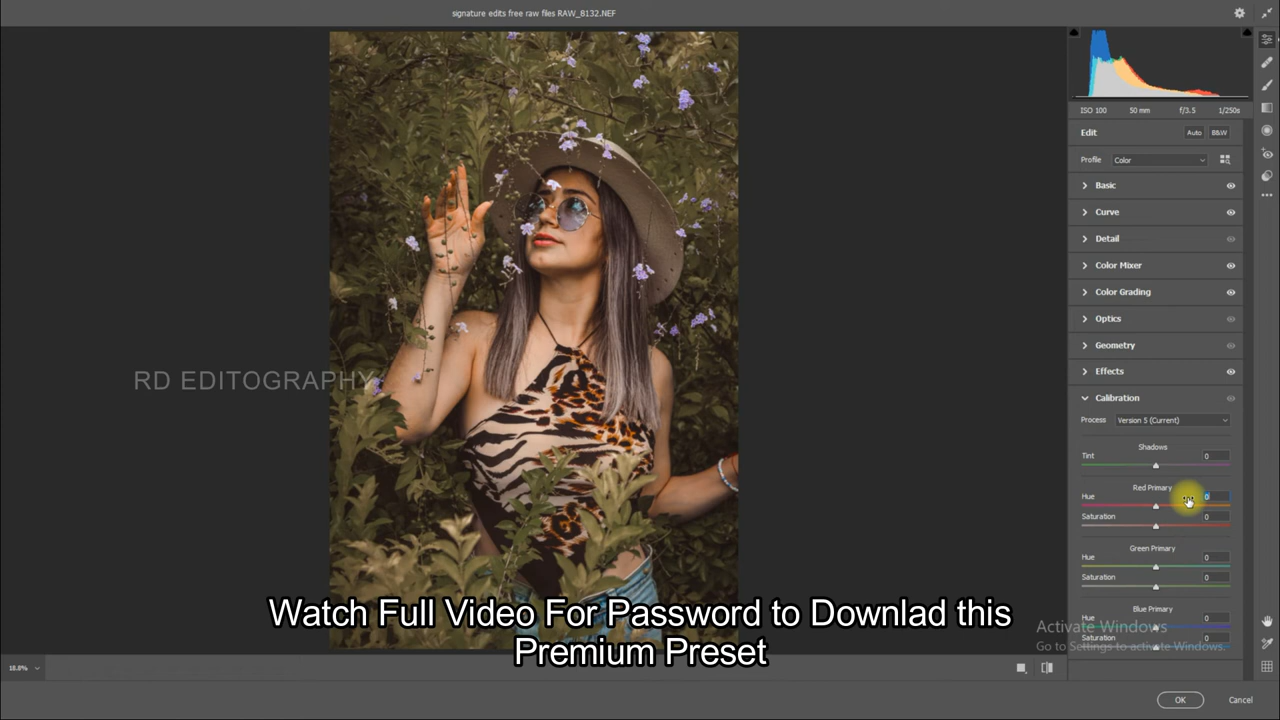 signature edits free raw files RAW_8132.NEF
ISO 100 50 mm f/3.5 1/250s
Edit Auto B&W
Profile Color
Basic
Curve
Detail
Color Mixer
Color Grading
Optics
Geometry
Effects
RD EDITOGRAPHY
Calibration
Process Version 5 (Current)
Shadows
Tint 0
Red Primary
Hue 0
Saturation 0
Green Primary
Hue 0
Saturation 0
Blue Primary
Hue 0
Saturation 0
Activate Windows
Go to Settings to activate Windows.
Watch Full Video For Password to Downlad this
Premium Preset
18.8%
OK Cancel